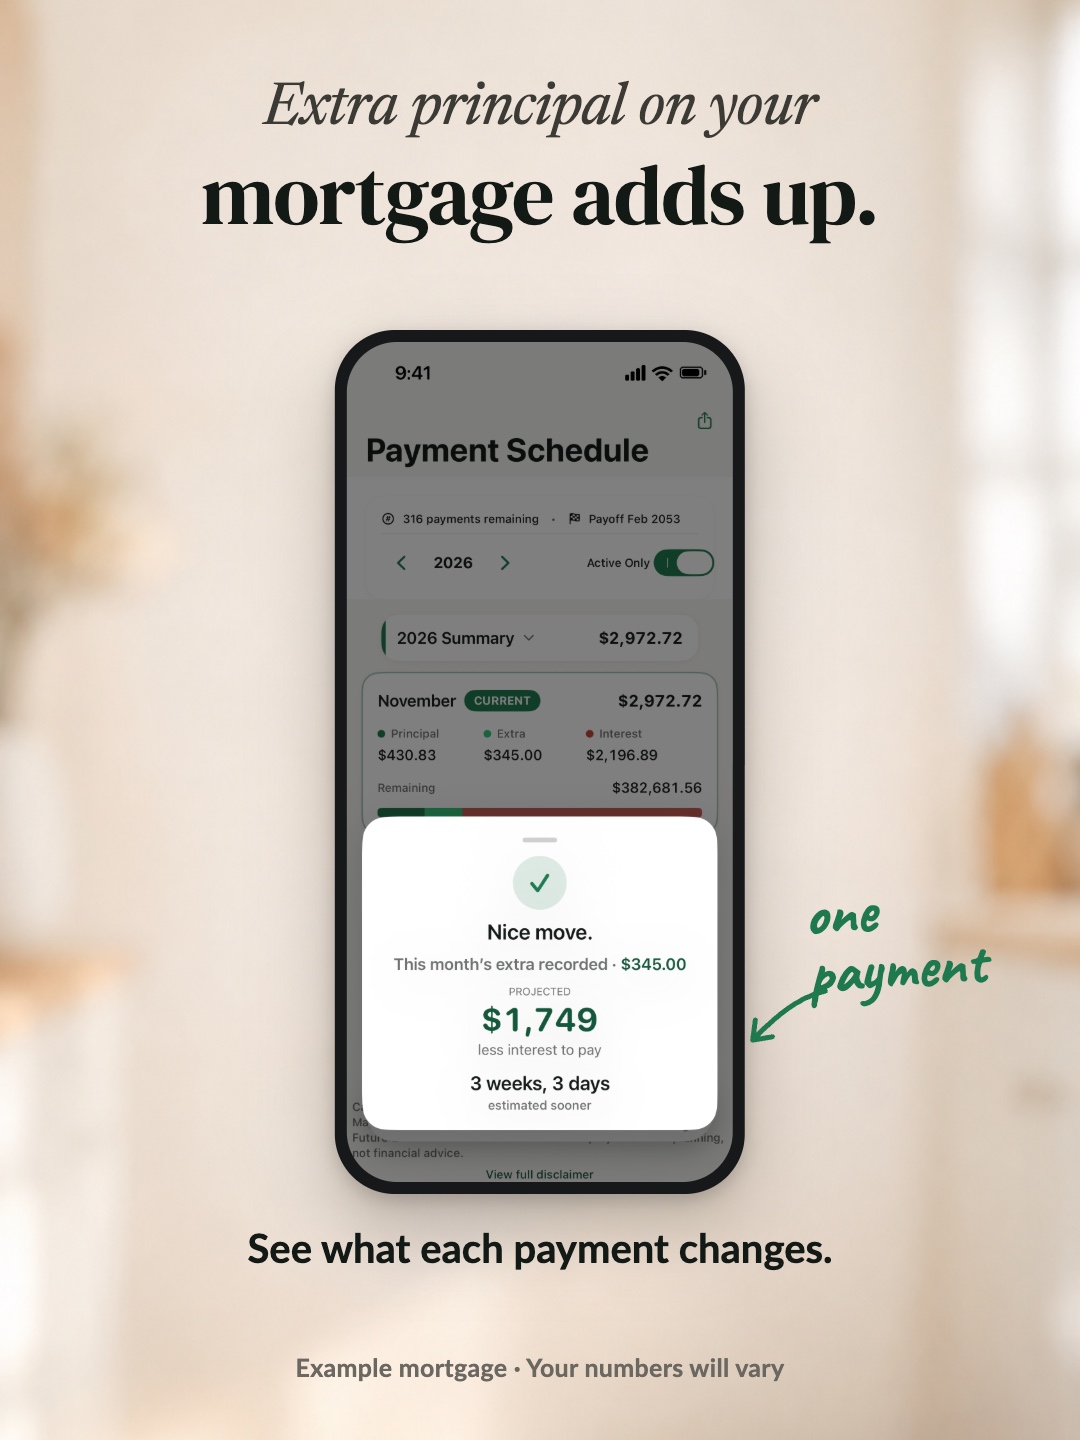 Extra principal on your
mortgage adds up.
9:41
Payment Schedule
316 payments remaining · Payoff Feb 2053
2026
Active Only
2026 Summary $2,972.72
November CURRENT $2,972.72
Principal Extra Interest
$430.83 $345.00 $2,196.89
Remaining $382,681.56
Nice move.
This month's extra recorded · $345.00
PROJECTED
$1,749
less interest to pay
3 weeks, 3 days
estimated sooner
one
payment
not financial advice.
View full disclaimer
See what each payment changes.
Example mortgage · Your numbers will vary